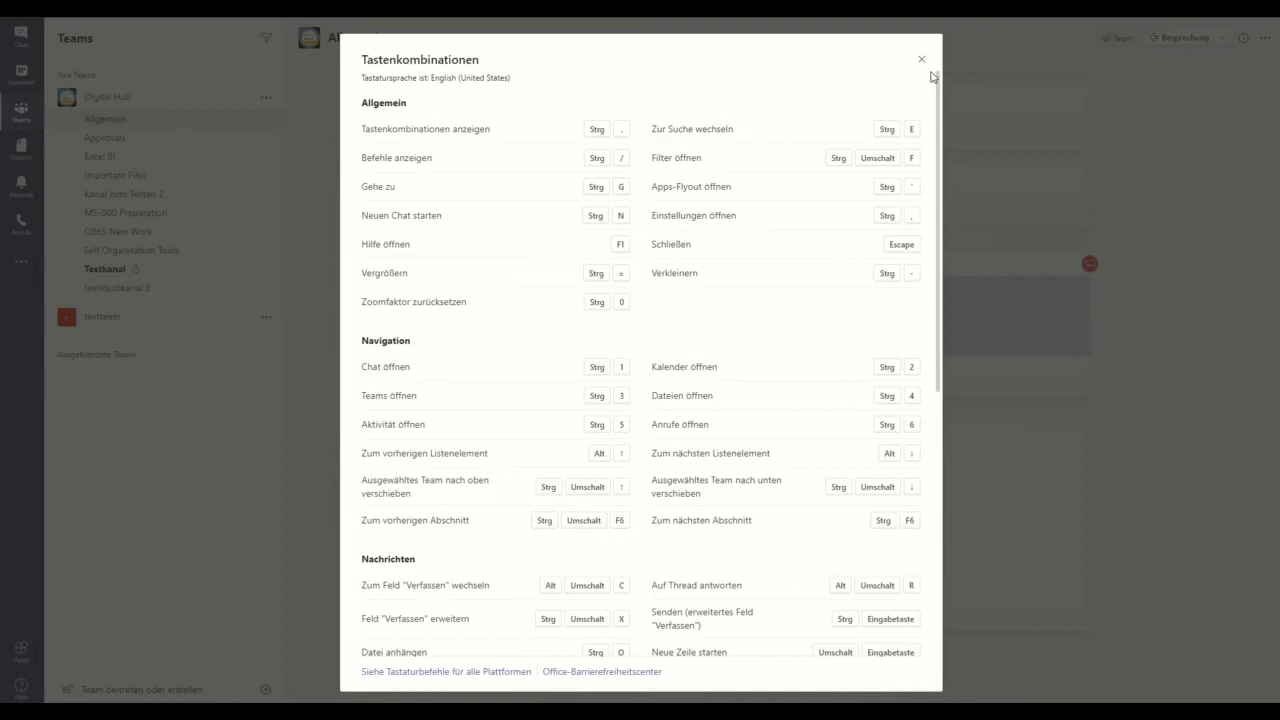 Chat
Teams
Ihre Teams
Digital Hub
Allgemein
Approvals
Excel BI
Important Files
Kanal zum Testen 2
MS-900 Preparation
O365 New Work
Self Organisation Tools
Testkanal
testlöschkanal 2
testteam
Ausgeblendete Teams
Apps
Hilfe
Team beitreten oder erstellen
Team
Besprechung
Tastenkombinationen
Tastatursprache ist: English (United States)
Allgemein
Tastenkombinationen anzeigen Strg . Zur Suche wechseln Strg E
Befehle anzeigen Strg / Filter öffnen Strg Umschalt F
Gehe zu Strg G Apps-Flyout öffnen Strg `
Neuen Chat starten Strg N Einstellungen öffnen Strg ,
Hilfe öffnen F1 Schließen Escape
Vergrößern Strg = Verkleinern Strg -
Zoomfaktor zurücksetzen Strg 0
Navigation
Chat öffnen Strg 1 Kalender öffnen Strg 2
Teams öffnen Strg 3 Dateien öffnen Strg 4
Aktivität öffnen Strg 5 Anrufe öffnen Strg 6
Zum vorherigen Listenelement Alt ↑ Zum nächsten Listenelement Alt ↓
Ausgewähltes Team nach oben
verschieben Strg Umschalt ↑
Ausgewähltes Team nach unten
verschieben Strg Umschalt ↓
Zum vorherigen Abschnitt Strg Umschalt F6 Zum nächsten Abschnitt Strg F6
Nachrichten
Zum Feld "Verfassen" wechseln Alt Umschalt C Auf Thread antworten Alt Umschalt R
Feld "Verfassen" erweitern Strg Umschalt X
Senden (erweitertes Feld
"Verfassen") Strg Eingabetaste
Datei anhängen Strg O Neue Zeile starten Umschalt Eingabetaste
Siehe Tastaturbefehle für alle Plattformen Office-Barrierefreiheitscenter